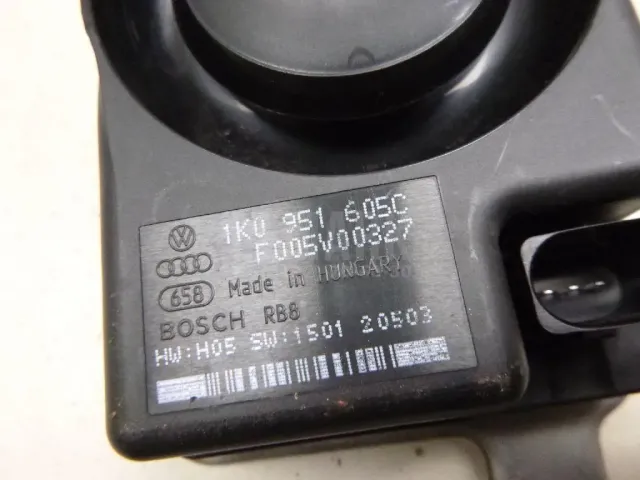 1K0 951 605C
F005V00327
658 Made in HUNGARY
BOSCH RB8
HW:H05 SW:1501 20503